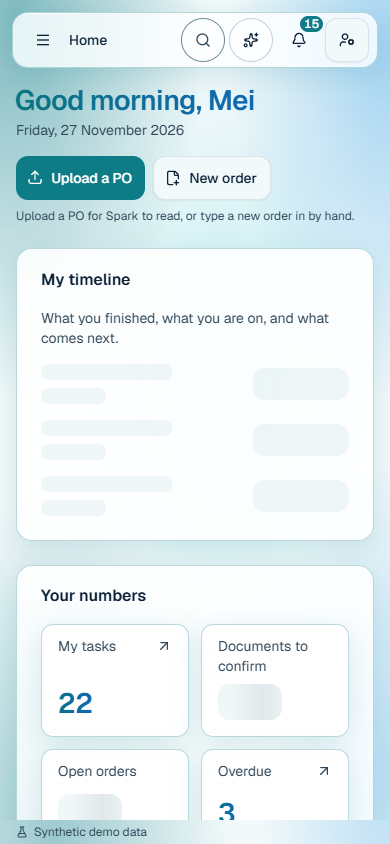 Home
15
Good morning, Mei
Friday, 27 November 2026
Upload a PO
New order
Upload a PO for Spark to read, or type a new order in by hand.
My timeline
What you finished, what you are on, and what
comes next.
Your numbers
My tasks
22
Documents to
confirm
Open orders
Overdue
3
Synthetic demo data